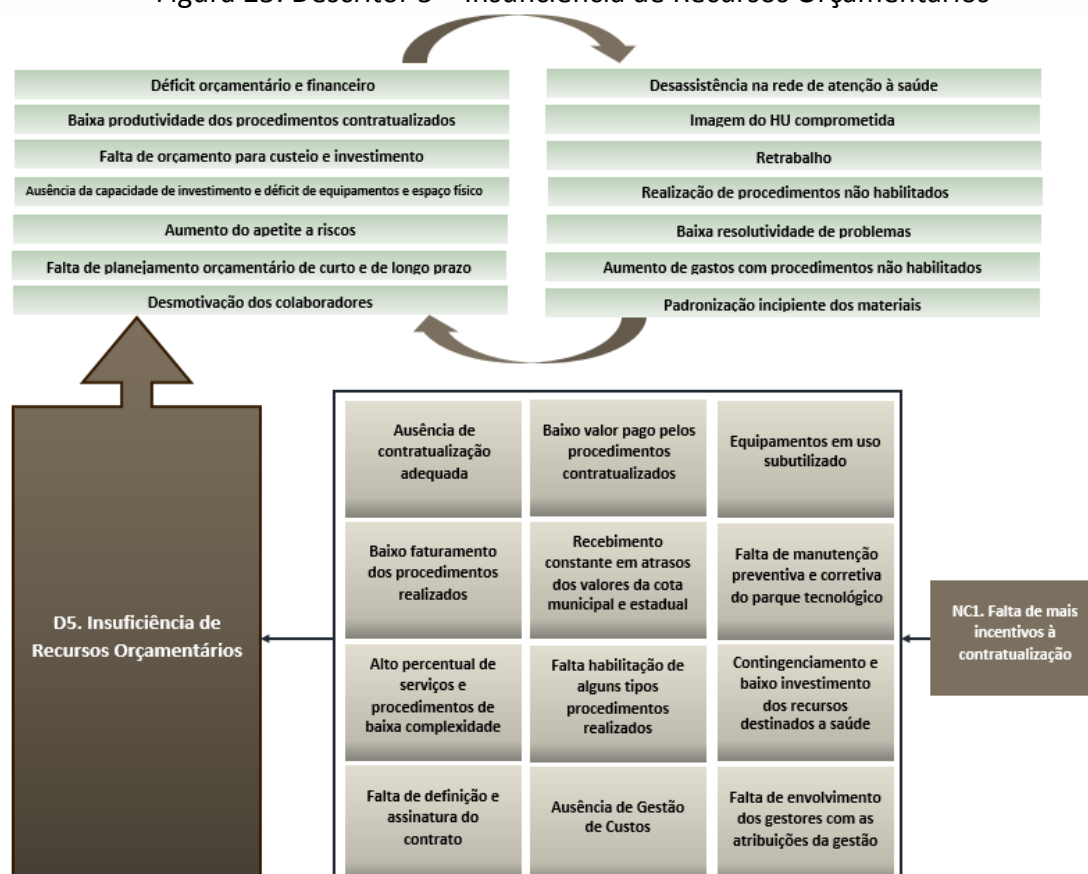 Figura 25: Descritor 5 – Insuficiência de Recursos Orçamentários
Déficit orçamentário e financeiro
Baixa produtividade dos procedimentos contratualizados
Falta de orçamento para custeio e investimento
Ausência da capacidade de investimento e déficit de equipamentos e espaço físico
Aumento do apetite a riscos
Falta de planejamento orçamentário de curto e de longo prazo
Desmotivação dos colaboradores
Desassistência na rede de atenção à saúde
Imagem do HU comprometida
Retrabalho
Realização de procedimentos não habilitados
Baixa resolutividade de problemas
Aumento de gastos com procedimentos não habilitados
Padronização incipiente dos materiais
D5. Insuficiência de
Recursos Orçamentários
Ausência de
contratualização
adequada
Baixo valor pago pelos
procedimentos
contratualizados
Equipamentos em uso
subutilizado
Baixo faturamento
dos procedimentos
realizados
Recebimento
constante em atrasos
dos valores da cota
municipal e estadual
Falta de manutenção
preventiva e corretiva
do parque tecnológico
Alto percentual de
serviços e
procedimentos de
baixa complexidade
Falta habilitação de
alguns tipos
procedimentos
realizados
Contingenciamento e
baixo investimento
dos recursos
destinados a saúde
Falta de definição e
assinatura do
contrato
Ausência de Gestão
de Custos
Falta de envolvimento
dos gestores com as
atribuições da gestão
NC1. Falta de mais
incentivos à
contratualização